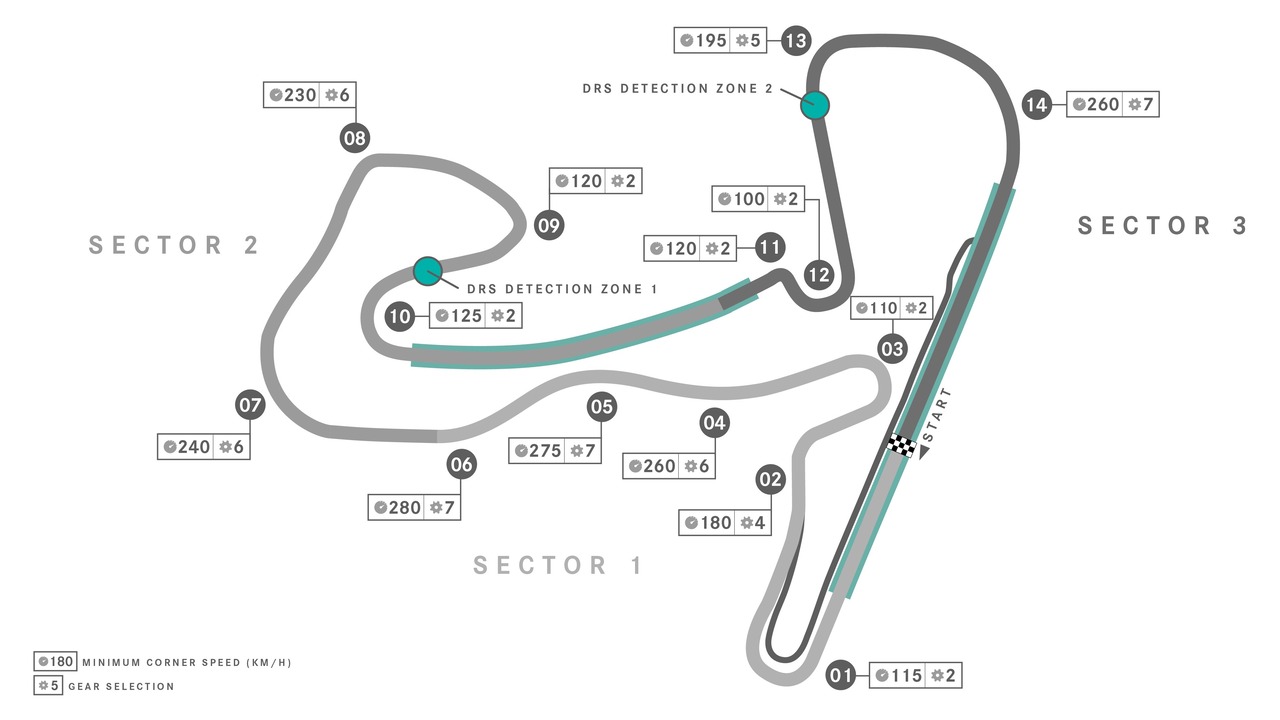 195 5 13
DRS DETECTION ZONE 2
230 6
08
14 260 7
120 2
09
100 2
SECTOR 2
SECTOR 3
120 2 11
12
DRS DETECTION ZONE 1
10 125 2
110 2
03
START
07
240 6
05
275 7
04
260 6
06
280 7
02
180 4
SECTOR 1
180 MINIMUM CORNER SPEED (KM/H)
5 GEAR SELECTION
01 115 2